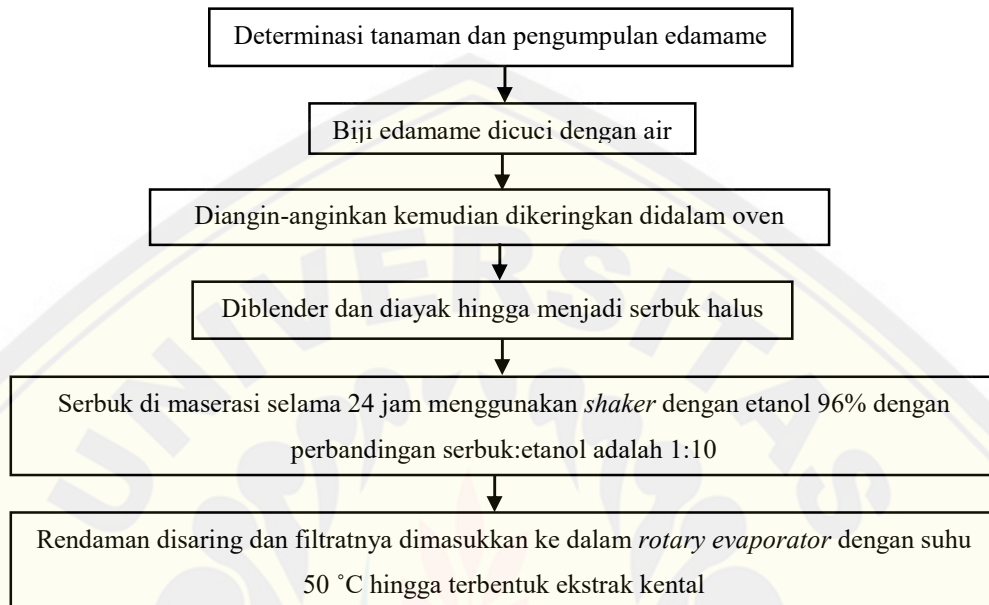 Determinasi tanaman dan pengumpulan edamame
Biji edamame dicuci dengan air
Diangin-anginkan kemudian dikeringkan didalam oven
Diblender dan diayak hingga menjadi serbuk halus
Serbuk di maserasi selama 24 jam menggunakan shaker dengan etanol 96% dengan
perbandingan serbuk:etanol adalah 1:10
Rendaman disaring dan filtratnya dimasukkan ke dalam rotary evaporator dengan suhu
50 ˚C hingga terbentuk ekstrak kental
UNIVERSITAS